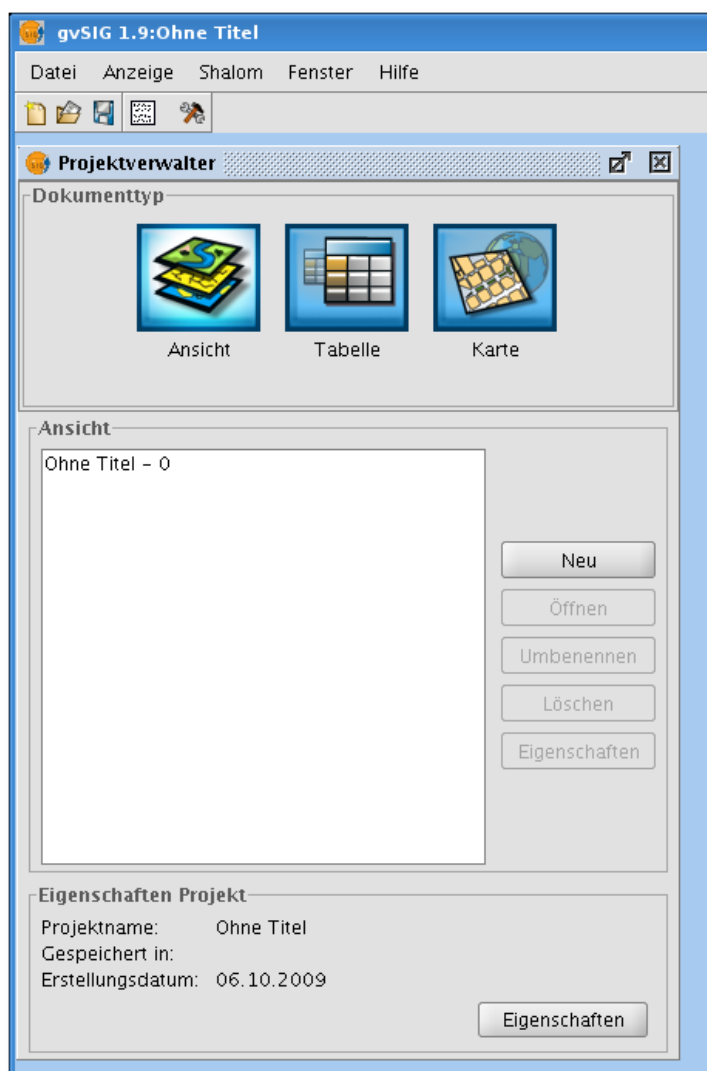 gvSIG 1.9:Ohne Titel
Datei Anzeige Shalom Fenster Hilfe
Projektverwalter
Dokumenttyp
Ansicht Tabelle Karte
Ansicht
Ohne Titel – 0
Neu
Öffnen
Umbenennen
Löschen
Eigenschaften
Eigenschaften Projekt
Projektname: Ohne Titel
Gespeichert in:
Erstellungsdatum: 06.10.2009
Eigenschaften